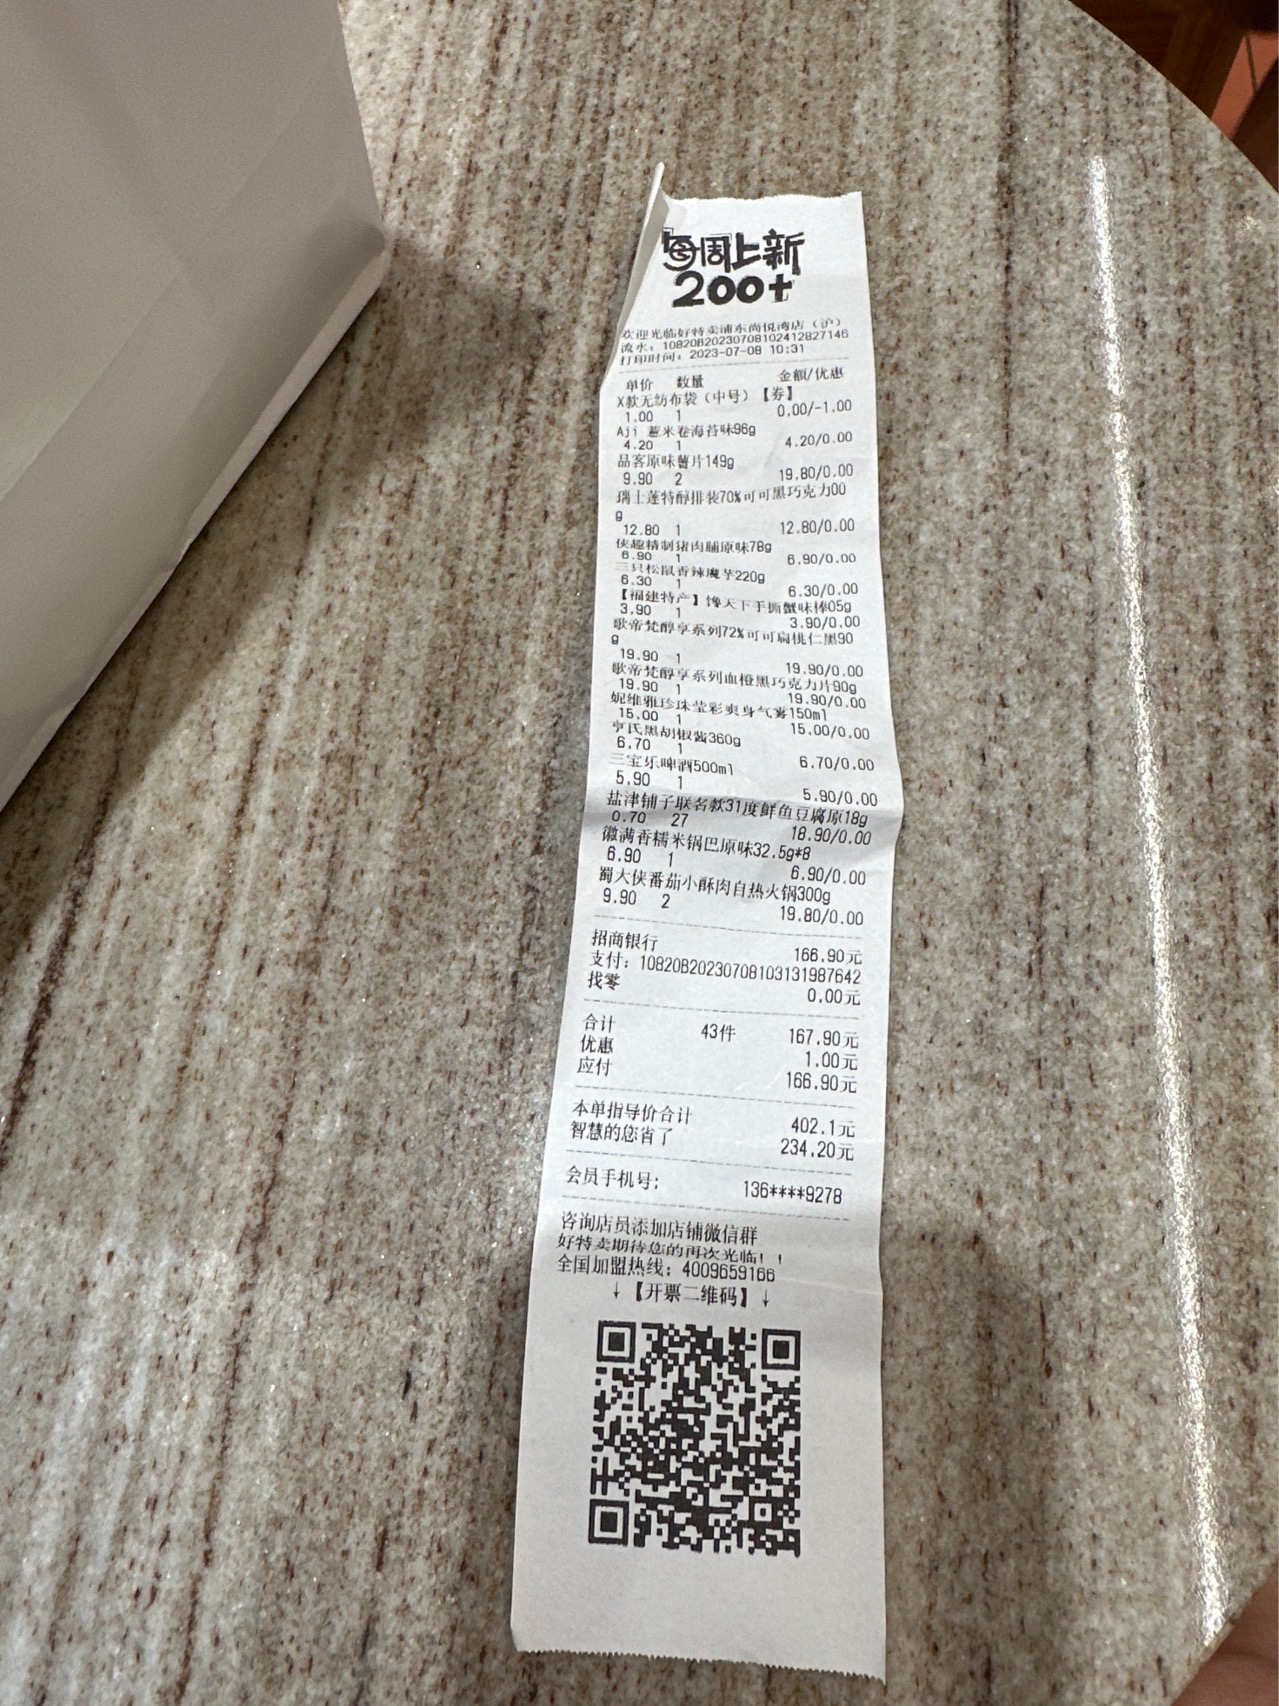 「每周上新
200+」
欢迎光临好特卖浦东尚悦湾店（沪）
流水：10820B20230708102412827146
打印时间：2023-07-08 10:31
单价 数量 金额/优惠
X款无纺布袋（中号）【券】
1.00 1 0.00/-1.00
Aji 薏米卷海苔味96g
4.20 1 4.20/0.00
品客原味薯片149g
9.90 2 19.80/0.00
瑞士莲特醇排装70%可可黑巧克力00
g
12.80 1 12.80/0.00
侠趣精制猪肉脯原味78g
6.90 1 6.90/0.00
三只松鼠香辣魔芋220g
6.30 1 6.30/0.00
【福建特产】馋天下手撕蟹味棒05g
3.90 1 3.90/0.00
歌帝梵醇享系列72%可可扁桃仁黑90
g
19.90 1 19.90/0.00
歌帝梵醇享系列血橙黑巧克力片90g
19.90 1 19.90/0.00
妮维雅珍珠莹彩爽身气雾150ml
15.00 1 15.00/0.00
亨氏黑胡椒酱360g
6.70 1 6.70/0.00
三宝乐啤酒500ml
5.90 1 5.90/0.00
盐津铺子联名款31度鲜鱼豆腐原18g
0.70 27 18.90/0.00
徽满香糯米锅巴原味32.5g*8
6.90 1 6.90/0.00
蜀大侠番茄小酥肉自热火锅300g
9.90 2 19.80/0.00
招商银行 166.90元
支付：10820B20230708103131987642
找零 0.00元
合计 43件 167.90元
优惠 1.00元
应付 166.90元
本单指导价合计 402.1元
智慧的您省了 234.20元
会员手机号： 136****9278
咨询店员添加店铺微信群
好特卖期待您的再次光临！！
全国加盟热线：4009659166
↓【开票二维码】↓